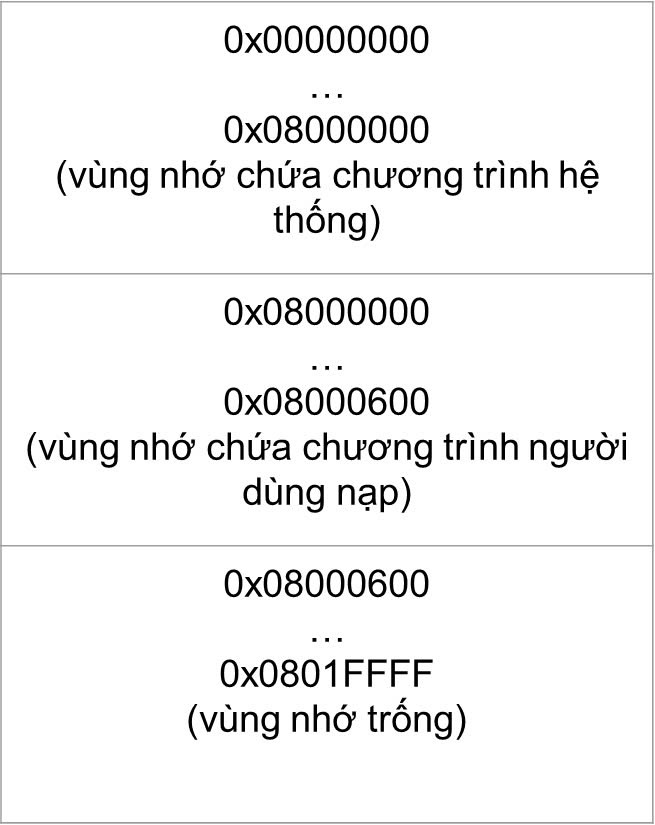 0x00000000
…
0x08000000
(vùng nhớ chứa chương trình hệ
thống)
0x08000000
…
0x08000600
(vùng nhớ chứa chương trình người
dùng nạp)
0x08000600
…
0x0801FFFF
(vùng nhớ trống)